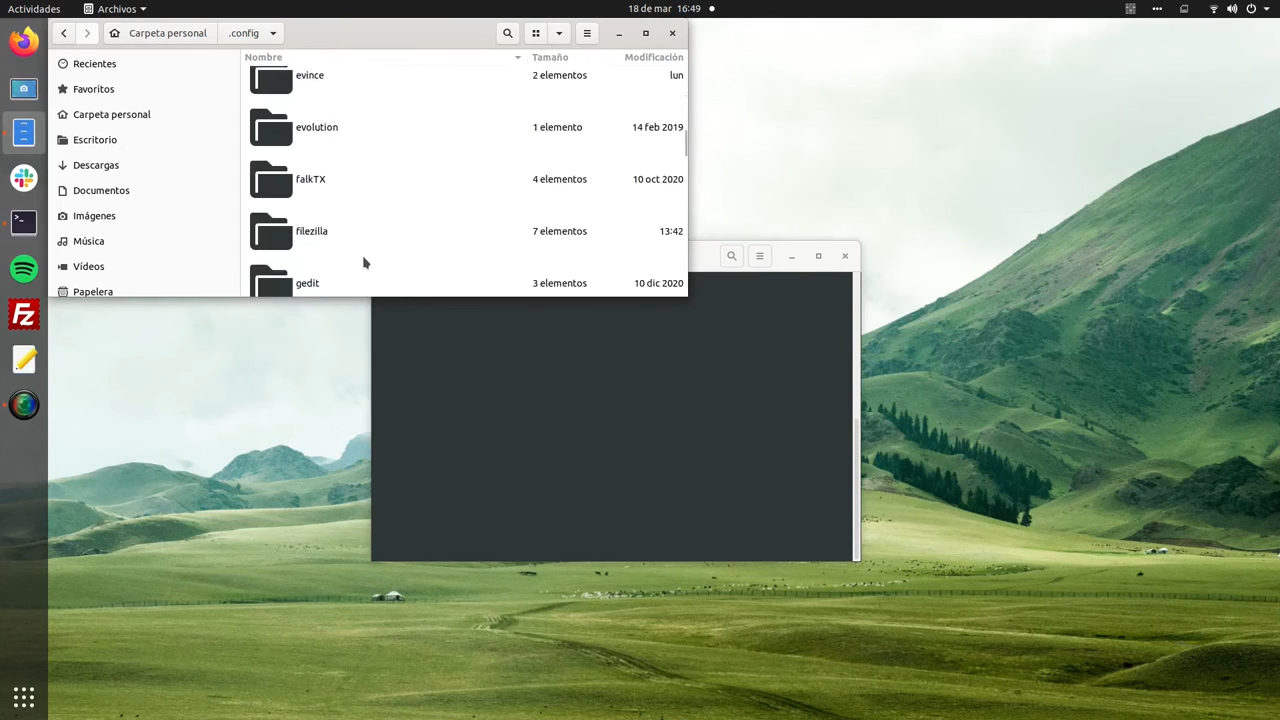 Actividades Archivos 18 de mar 16:49
Carpeta personal .config
Nombre Tamaño Modificación
Recientes
Favoritos
Carpeta personal
Escritorio
Descargas
Documentos
Imágenes
Música
Vídeos
Papelera
evince 2 elementos lun
evolution 1 elemento 14 feb 2019
falkTX 4 elementos 10 oct 2020
filezilla 7 elementos 13:42
gedit 3 elementos 10 dic 2020
>_
Fz